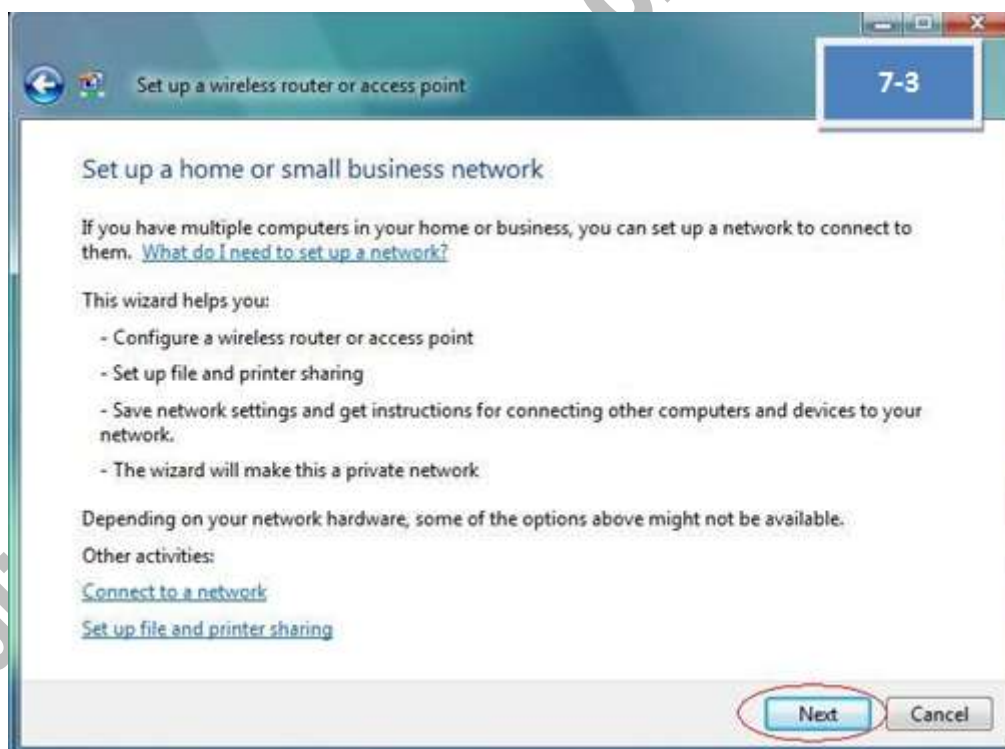 Set up a wireless router or access point
7-3
Set up a home or small business network
If you have multiple computers in your home or business, you can set up a network to connect to
them. What do I need to set up a network?
This wizard helps you:
- Configure a wireless router or access point
- Set up file and printer sharing
- Save network settings and get instructions for connecting other computers and devices to your
network.
- The wizard will make this a private network
Depending on your network hardware, some of the options above might not be available.
Other activities:
Connect to a network
Set up file and printer sharing
Next Cancel